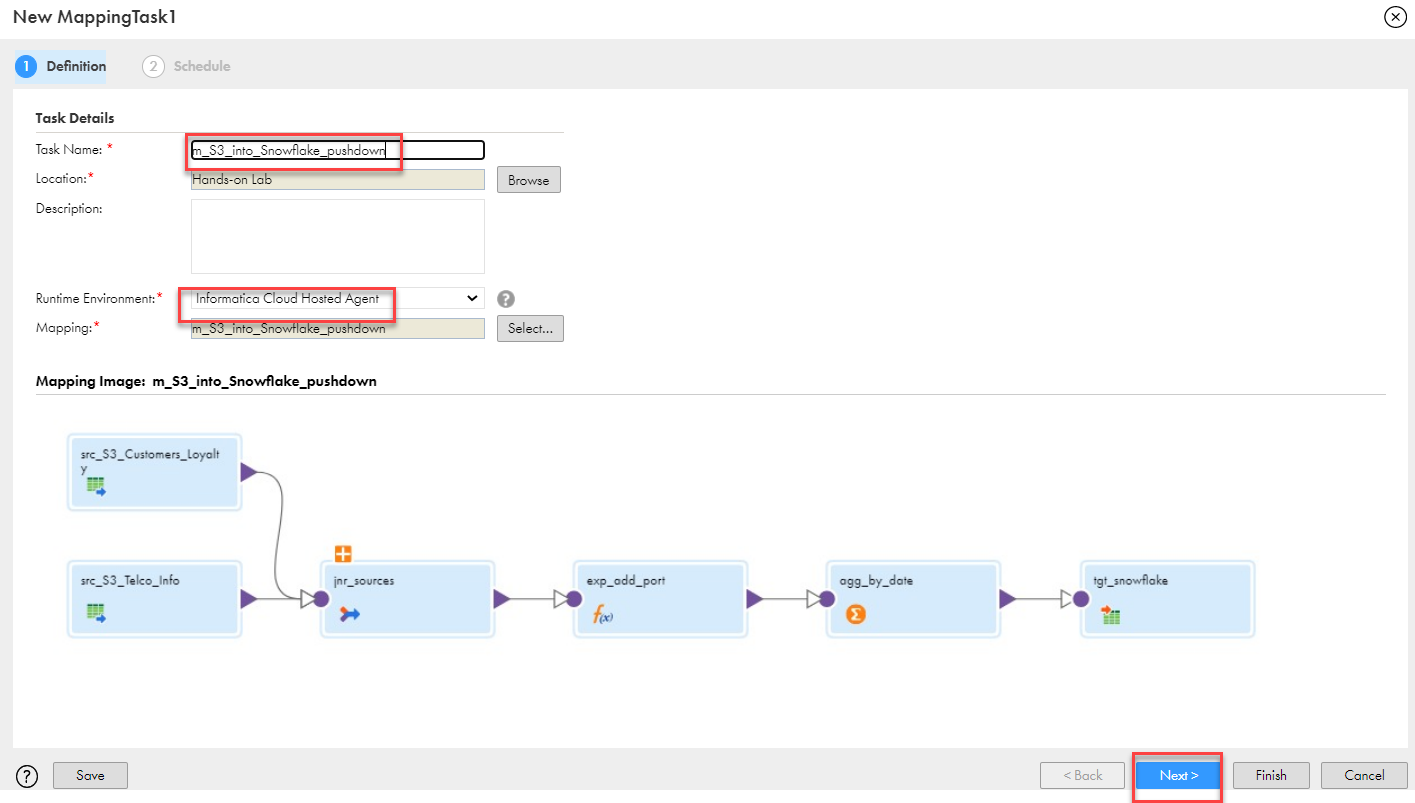 New MappingTask1
1 Definition
2 Schedule
Task Details
Task Name: *
m_S3_into_Snowflake_pushdown
Location:*
Hands-on Lab
Browse
Description:
Runtime Environment:*
Informatica Cloud Hosted Agent
?
Mapping:*
m_S3_into_Snowflake_pushdown
Select...
Mapping Image: m_S3_into_Snowflake_pushdown
src_S3_Customers_Loyalt
y
src_S3_Telco_Info
jnr_sources
exp_add_port
f(x)
agg_by_date
Σ
tgt_snowflake
?
Save
< Back
Next >
Finish
Cancel